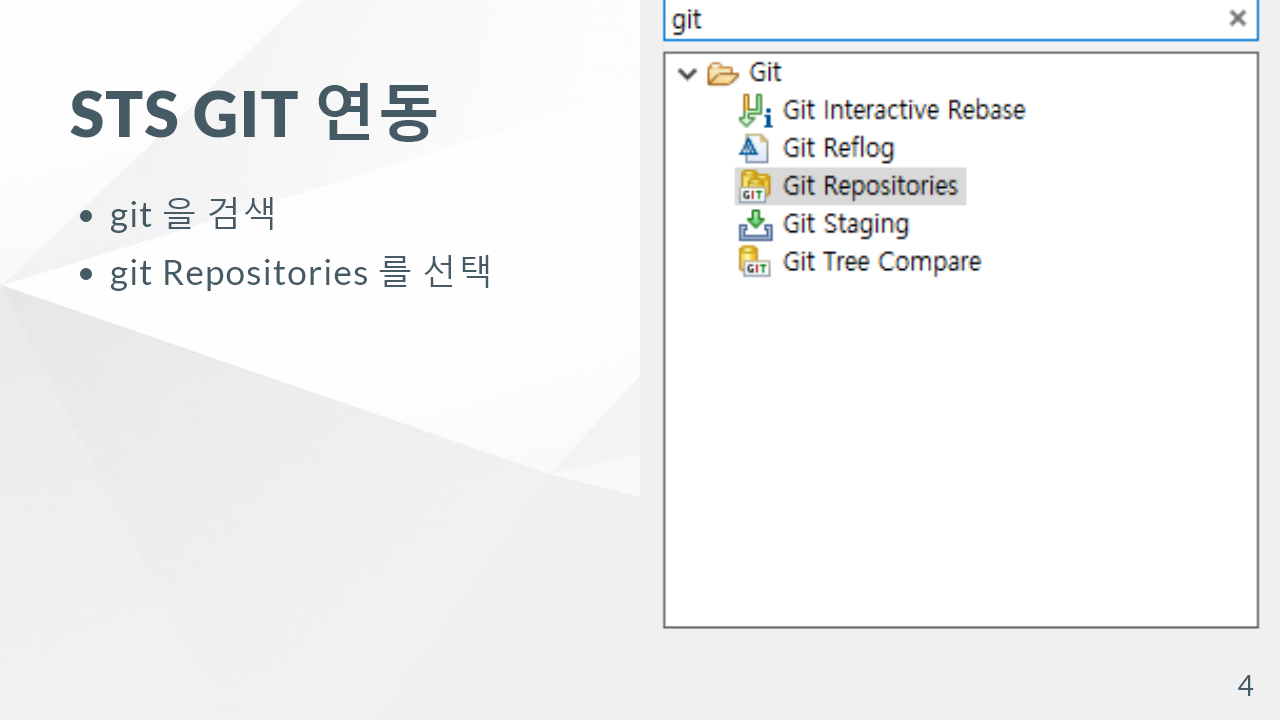 STS GIT 연동
git 을 검색
git Repositories 를 선택
git
Git
Git Interactive Rebase
Git Reflog
Git Repositories
Git Staging
Git Tree Compare
4